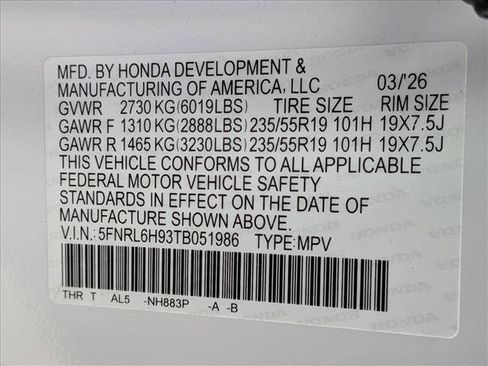 MFD. BY HONDA DEVELOPMENT &
MANUFACTURING OF AMERICA, LLC 03/'26
GVWR 2730 KG(6019LBS) TIRE SIZE RIM SIZE
GAWR F 1310 KG(2888LBS) 235/55R19 101H 19X7.5J
GAWR R 1465 KG(3230LBS) 235/55R19 101H 19X7.5J
THIS VEHICLE CONFORMS TO ALL APPLICABLE
FEDERAL MOTOR VEHICLE SAFETY
STANDARDS IN EFFECT ON THE DATE OF
MANUFACTURE SHOWN ABOVE.
V.I.N.: 5FNRL6H93TB051986 TYPE: MPV
THR T AL5 -NH883P -A -B